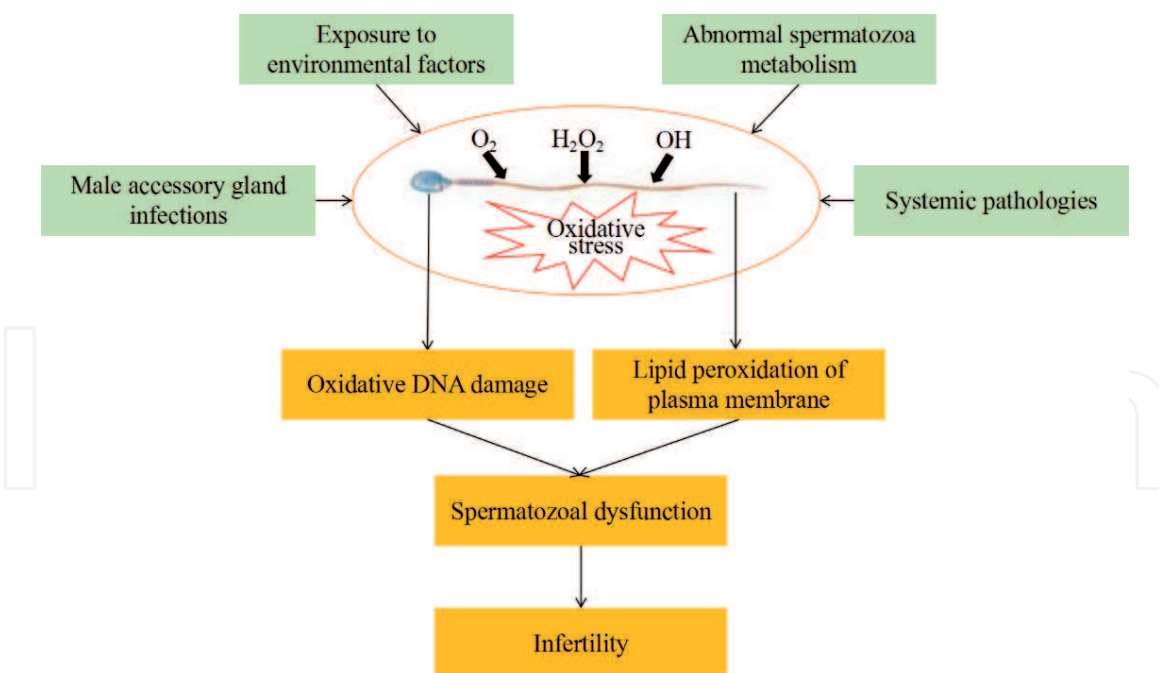 Exposure to
environmental factors
Abnormal spermatozoa
metabolism
O₂
H₂O₂
OH
Male accessory gland
infections
Systemic pathologies
Oxidative
stress
Oxidative DNA damage
Lipid peroxidation of
plasma membrane
Spermatozoal dysfunction
Infertility